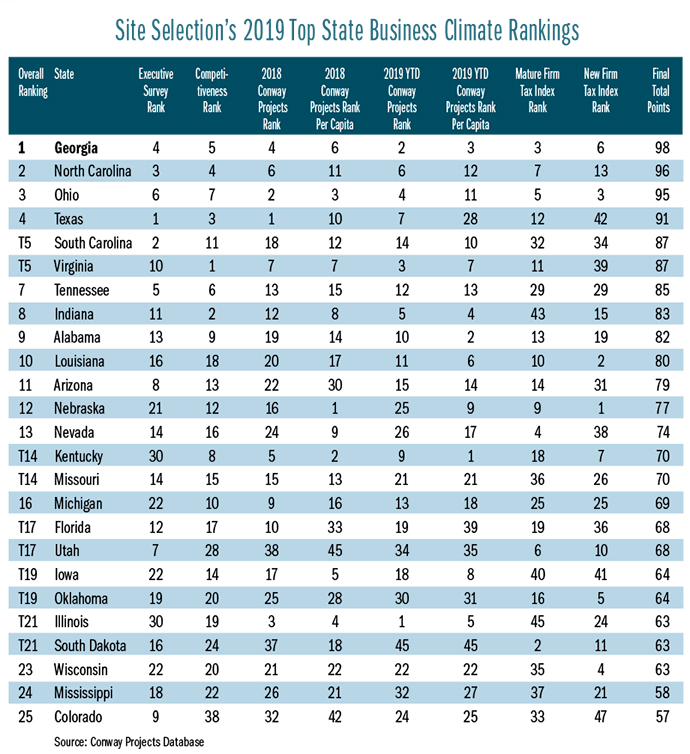 Site Selection's 2019 Top State Business Climate Rankings
Overall Ranking State Executive Survey Rank Competi-tiveness Rank 2018 Conway Projects Rank 2018 Conway Projects Rank Per Capita 2019 YTD Conway Projects Rank 2019 YTD Conway Projects Rank Per Capita Mature Firm Tax Index Rank New Firm Tax Index Rank Final Total Points
1 Georgia 4 5 4 6 2 3 3 6 98
2 North Carolina 3 4 6 11 6 12 7 13 96
3 Ohio 6 7 2 3 4 11 5 3 95
4 Texas 1 3 1 10 7 28 12 42 91
T5 South Carolina 2 11 18 12 14 10 32 34 87
T5 Virginia 10 1 7 7 3 7 11 39 87
7 Tennessee 5 6 13 15 12 13 29 29 85
8 Indiana 11 2 12 8 5 4 43 15 83
9 Alabama 13 9 19 14 10 2 13 19 82
10 Louisiana 16 18 20 17 11 6 10 2 80
11 Arizona 8 13 22 30 15 14 14 31 79
12 Nebraska 21 12 16 1 25 9 9 1 77
13 Nevada 14 16 24 9 26 17 4 38 74
T14 Kentucky 30 8 5 2 9 1 18 7 70
T14 Missouri 14 15 15 13 21 21 36 26 70
16 Michigan 22 10 9 16 13 18 25 25 69
T17 Florida 12 17 10 33 19 39 19 36 68
T17 Utah 7 28 38 45 34 35 6 10 68
T19 Iowa 22 14 17 5 18 8 40 41 64
T19 Oklahoma 19 20 25 28 30 31 16 5 64
T21 Illinois 30 19 3 4 1 5 45 24 63
T21 South Dakota 16 24 37 18 45 45 2 11 63
23 Wisconsin 22 20 21 22 22 22 35 4 63
24 Mississippi 18 22 26 21 32 27 37 21 58
25 Colorado 9 38 32 42 24 25 33 47 57
Source: Conway Projects Database